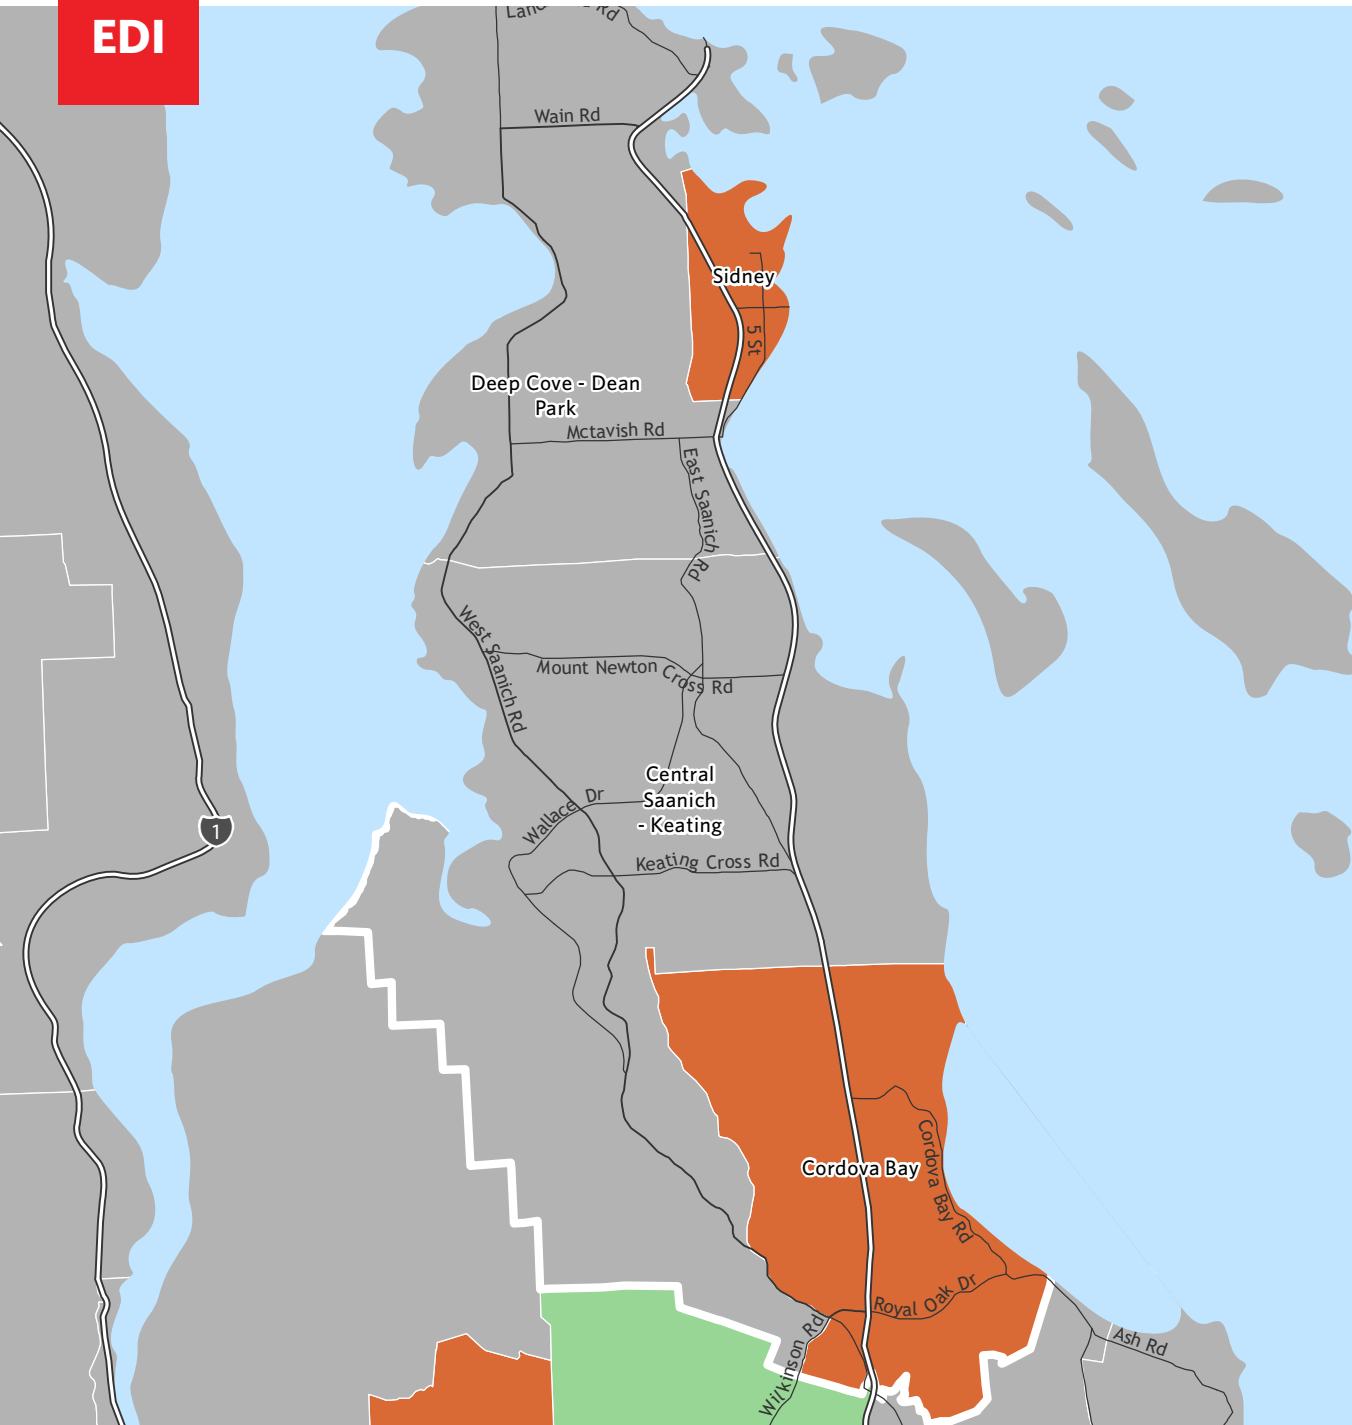 EDI
Wain Rd
Sidney
5 St
Deep Cove - Dean
Park
Mctavish Rd
East Saanich Rd
West Saanich Rd
Mount Newton Cross Rd
Central
Saanich
- Keating
Wallace Dr
1
Keating Cross Rd
Cordova Bay
Cordova Bay Rd
Royal Oak Dr
Wilkinson Rd
Ash Rd